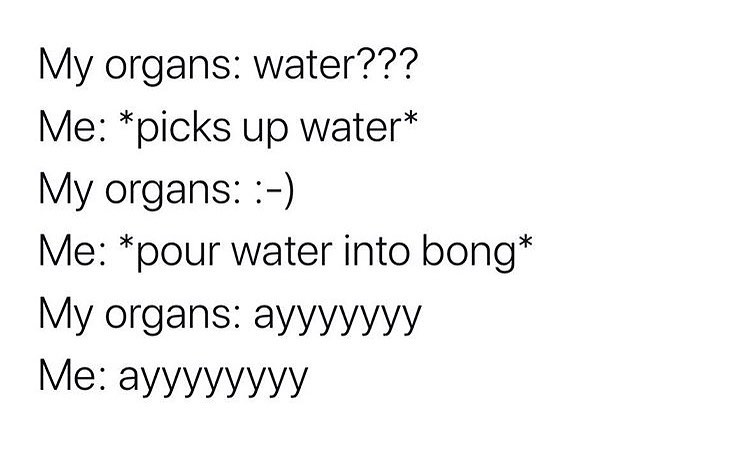 My organs: water???
Me: *picks up water*
My organs: :-)
Me: *pour water into bong*
My organs: ayyyyyyy
Me: ayyyyyyyy